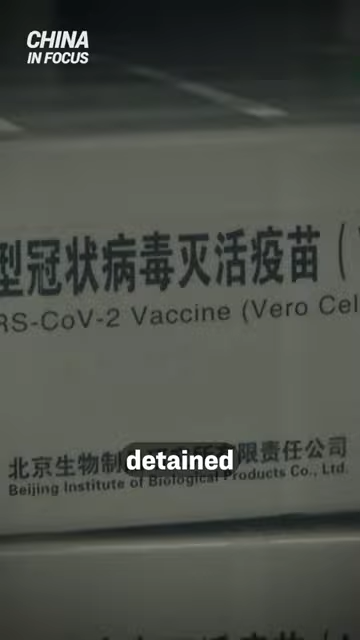 CHINA
IN FOCUS
型冠状病毒灭活疫苗（
RS-CoV-2 Vaccine (Vero Cel
detained
北京生物制 限责任公司
Beijing Institute of Biological Products Co., Ltd.